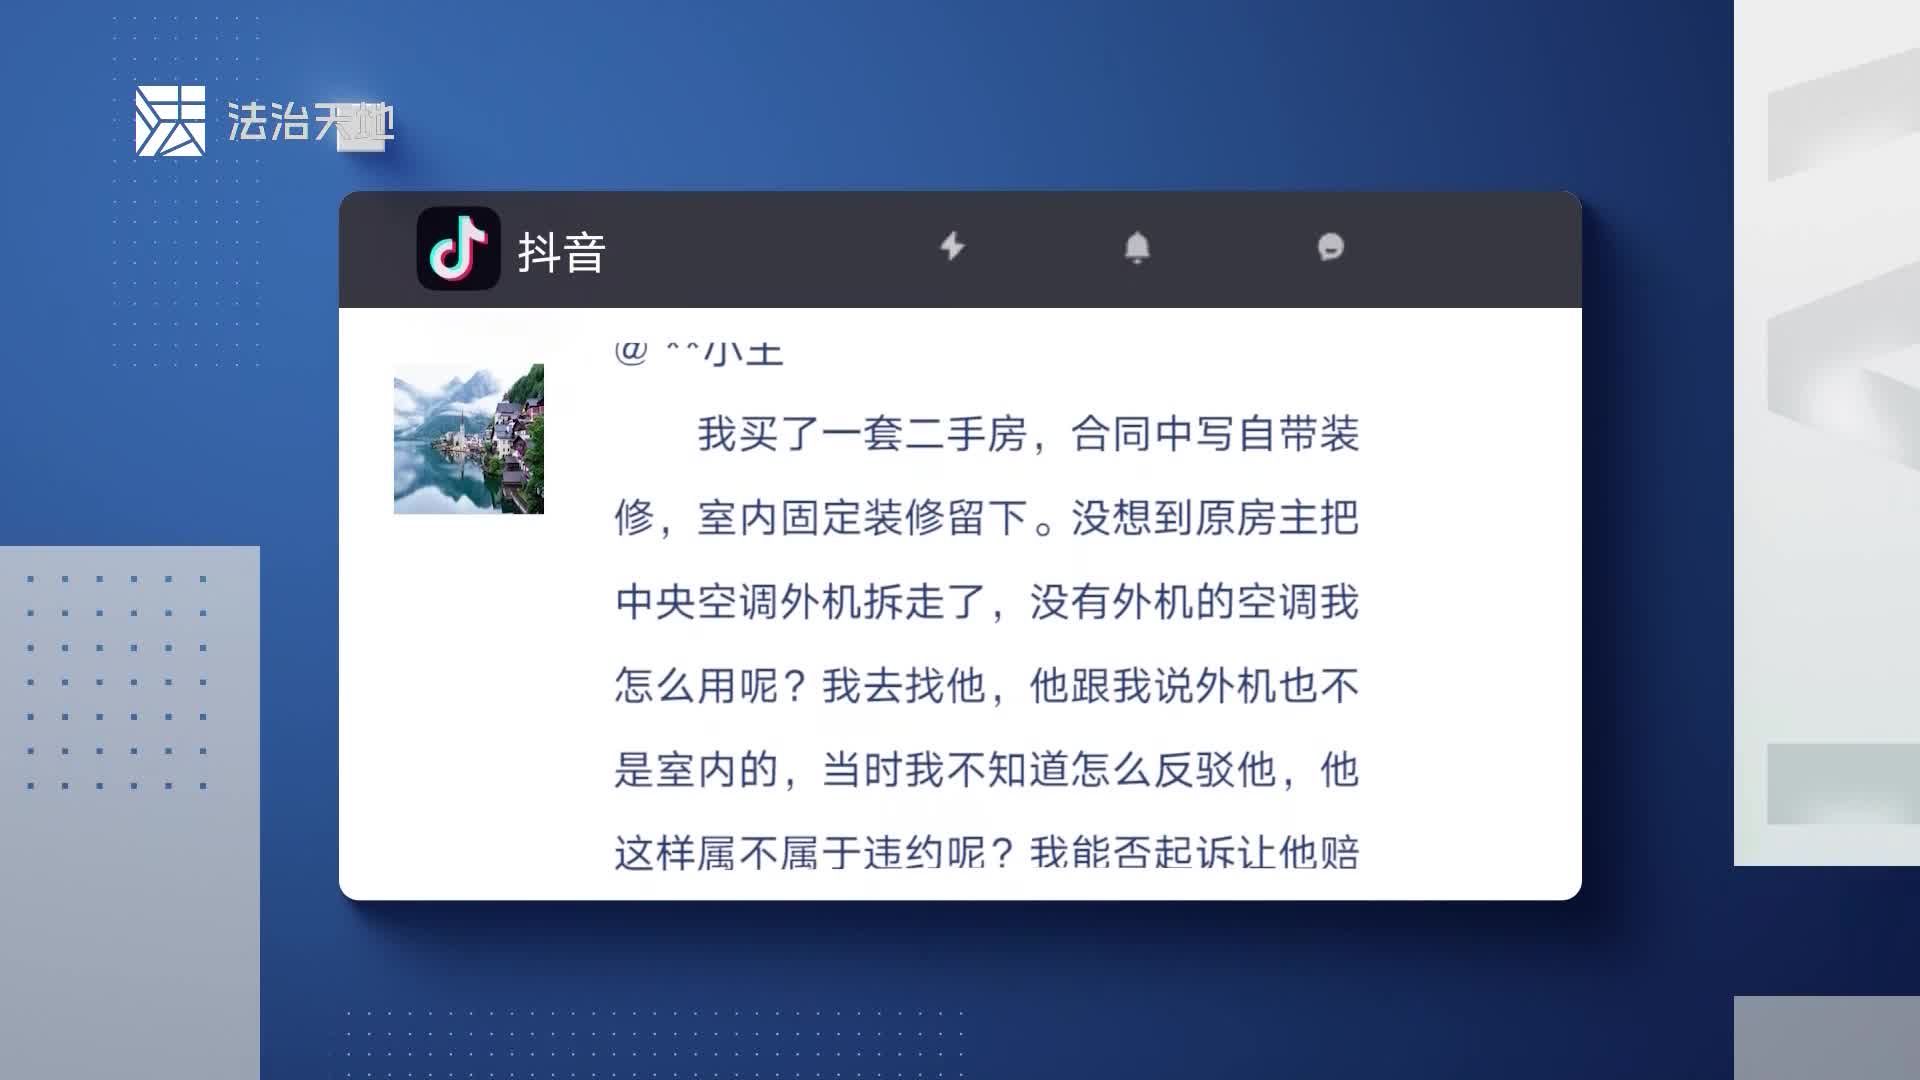 法治天地
抖音
@ **小王
我买了一套二手房，合同中写自带装
修，室内固定装修留下。没想到原房主把
中央空调外机拆走了，没有外机的空调我
怎么用呢？我去找他，他跟我说外机也不
是室内的，当时我不知道怎么反驳他，他
这样属不属于违约呢？我能否起诉让他赔